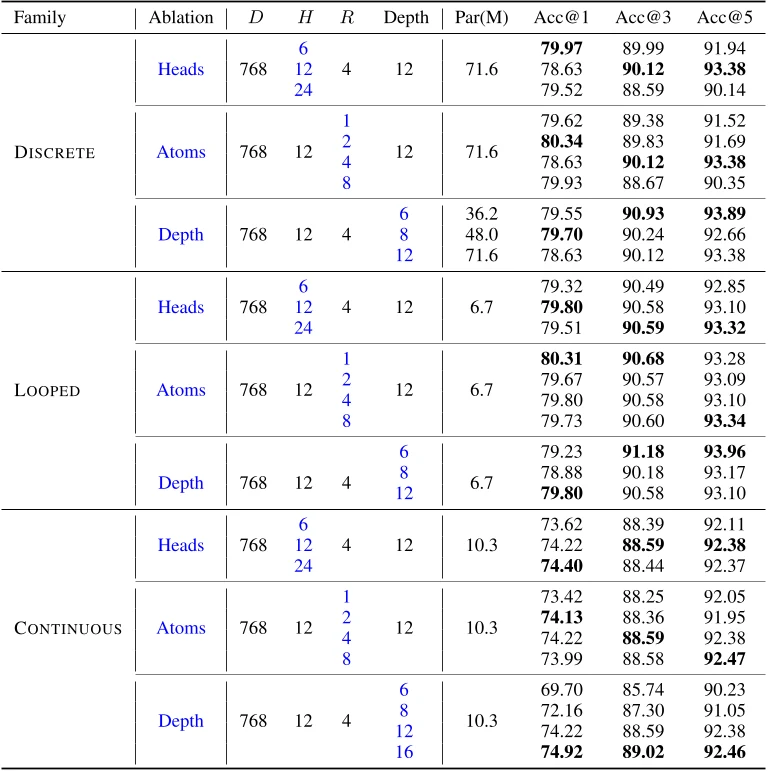 Family Ablation D H R Depth Par(M) Acc@1 Acc@3 Acc@5
6 79.97 89.99 91.94
Heads 768 12 4 12 71.6 78.63 90.12 93.38
24 79.52 88.59 90.14
1 79.62 89.38 91.52
2 80.34 89.83 91.69
DISCRETE Atoms 768 12 12 71.6
4 78.63 90.12 93.38
8 79.93 88.67 90.35
6 36.2 79.55 90.93 93.89
Depth 768 12 4 8 48.0 79.70 90.24 92.66
12 71.6 78.63 90.12 93.38
6 79.32 90.49 92.85
Heads 768 12 4 12 6.7 79.80 90.58 93.10
24 79.51 90.59 93.32
1 80.31 90.68 93.28
2 79.67 90.57 93.09
LOOPED Atoms 768 12 12 6.7
4 79.80 90.58 93.10
8 79.73 90.60 93.34
6 79.23 91.18 93.96
8 78.88 90.18 93.17
Depth 768 12 4 6.7
12 79.80 90.58 93.10
6 73.62 88.39 92.11
Heads 768 12 4 12 10.3 74.22 88.59 92.38
24 74.40 88.44 92.37
1 73.42 88.25 92.05
2 74.13 88.36 91.95
CONTINUOUS Atoms 768 12 12 10.3
4 74.22 88.59 92.38
8 73.99 88.58 92.47
6 69.70 85.74 90.23
8 72.16 87.30 91.05
Depth 768 12 4 10.3
12 74.22 88.59 92.38
16 74.92 89.02 92.46